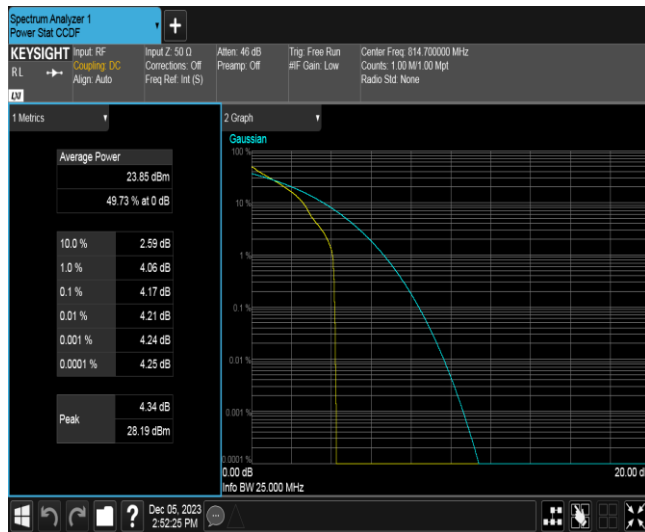 Spectrum Analyzer 1
Power Stat CCDF
+
KEYSIGHT
RL
LXI
Input: RF
Coupling: DC
Align: Auto
Input Z: 50 Ω
Corrections: Off
Freq Ref: Int (S)
Atten: 46 dB
Preamp: Off
Trig: Free Run
#IF Gain: Low
Center Freq: 814.700000 MHz
Counts: 1.00 M/1.00 Mpt
Radio Std: None
1 Metrics
Average Power
23.85 dBm
49.73 % at 0 dB
10.0 % 2.59 dB
1.0 % 4.06 dB
0.1 % 4.17 dB
0.01 % 4.21 dB
0.001 % 4.24 dB
0.0001 % 4.25 dB
Peak
4.34 dB
28.19 dBm
2 Graph
Gaussian
100 %
10 %
1 %
0.1 %
0.01 %
0.001 %
0.0001 %
0.00 dB
20.00 d
Info BW 25.000 MHz
?
Dec 05, 2023
2:52:25 PM